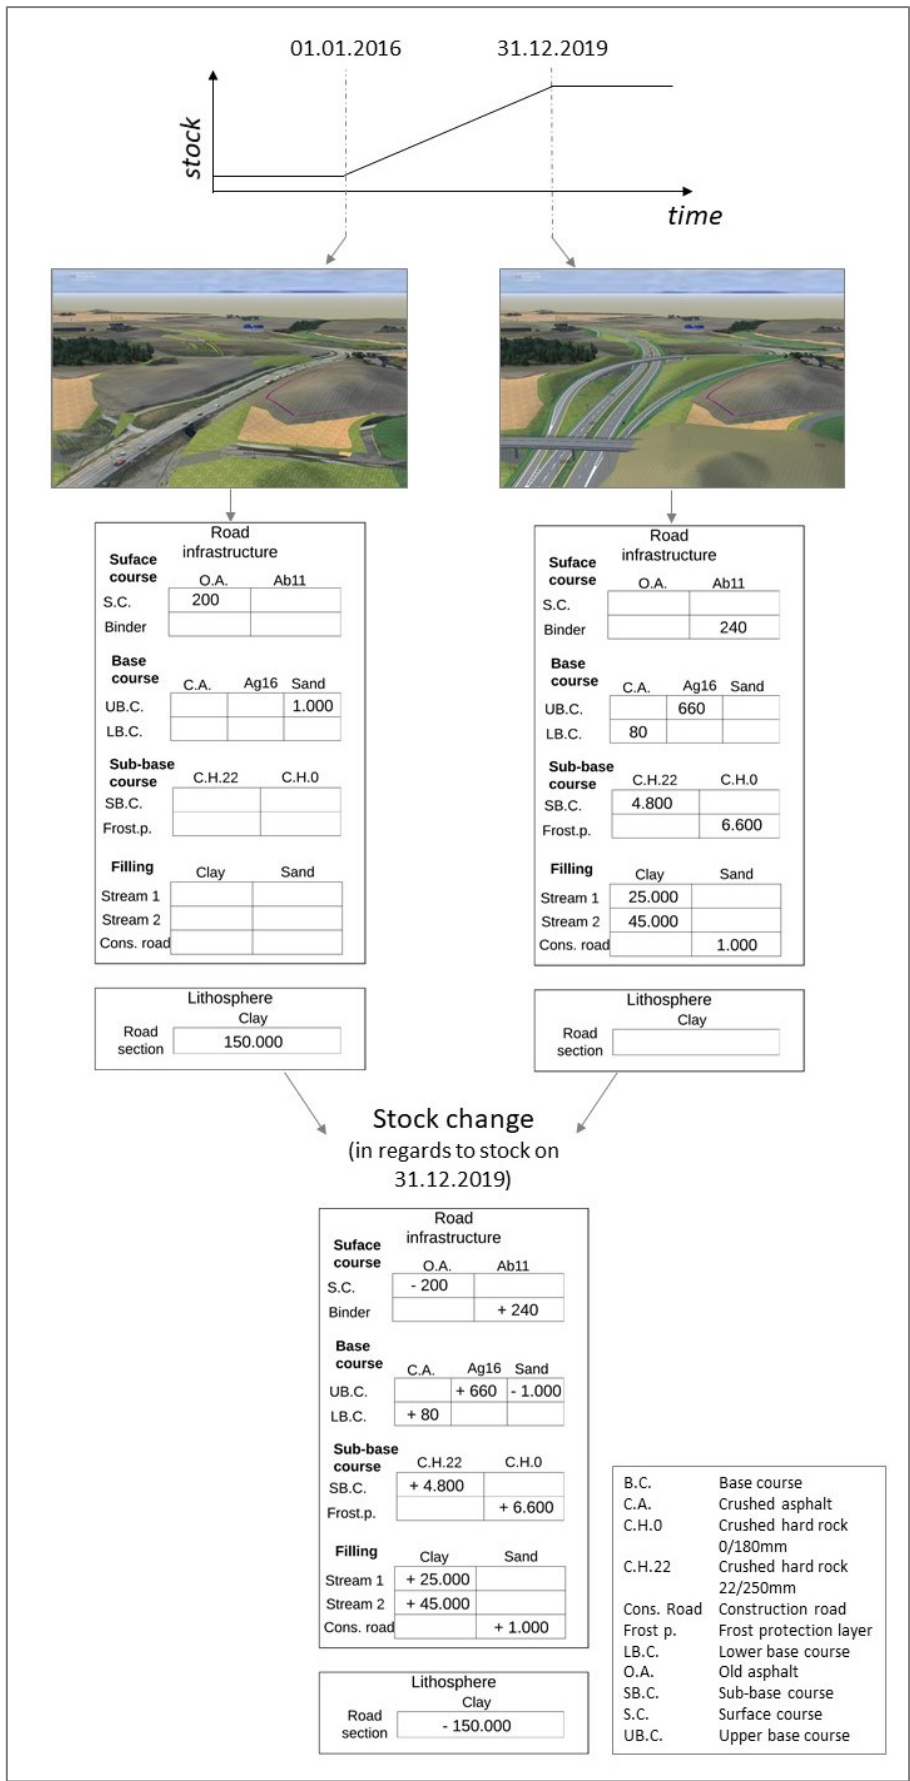 01.01.2016 31.12.2019
stock
time
Road
infrastructure
Suface
course
O.A. Ab11
S.C. 200
Binder
Base
course
C.A. Ag16 Sand
UB.C. 1.000
LB.C.
Sub-base
course
C.H.22 C.H.0
SB.C.
Frost.p.
Filling
Clay Sand
Stream 1
Stream 2
Cons. road
Lithosphere
Clay
Road
section
150.000
Road
infrastructure
Suface
course
O.A. Ab11
S.C.
Binder 240
Base
course
C.A. Ag16 Sand
UB.C. 660
LB.C. 80
Sub-base
course
C.H.22 C.H.0
SB.C. 4.800
Frost.p. 6.600
Filling
Clay Sand
Stream 1 25.000
Stream 2 45.000
Cons. road 1.000
Lithosphere
Clay
Road
section
Stock change
(in regards to stock on
31.12.2019)
Road
infrastructure
Suface
course
O.A. Ab11
S.C. - 200
Binder + 240
Base
course
C.A. Ag16 Sand
UB.C. + 660 - 1.000
LB.C. + 80
Sub-base
course
C.H.22 C.H.0
SB.C. + 4.800
Frost.p. + 6.600
Filling
Clay Sand
Stream 1 + 25.000
Stream 2 + 45.000
Cons. road + 1.000
Lithosphere
Clay
Road
section
- 150.000
B.C. Base course
C.A. Crushed asphalt
C.H.0 Crushed hard rock
0/180mm
C.H.22 Crushed hard rock
22/250mm
Cons. Road Construction road
Frost p. Frost protection layer
LB.C. Lower base course
O.A. Old asphalt
SB.C. Sub-base course
S.C. Surface course
UB.C. Upper base course